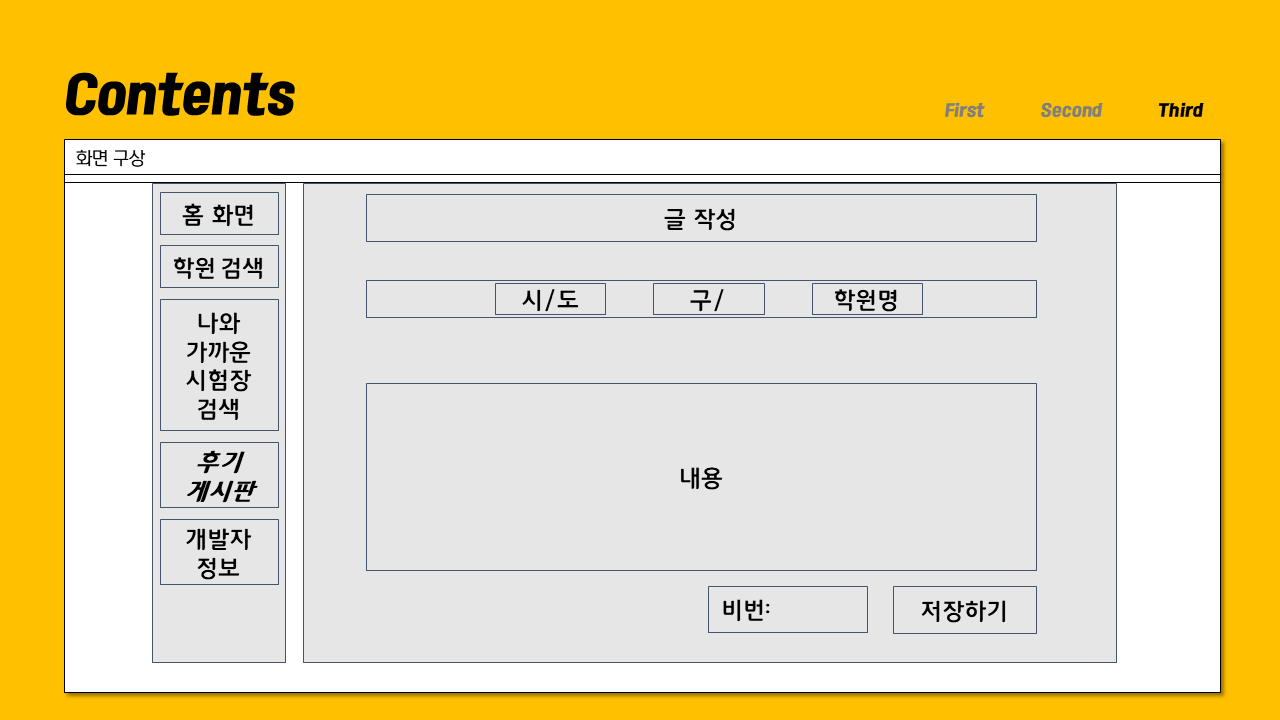 Contents
First Second Third
화면 구상
홈 화면
학원 검색
나와
가까운
시험장
검색
후기
게시판
개발자
정보
글 작성
시/도 구/ 학원명
내용
비번: 저장하기